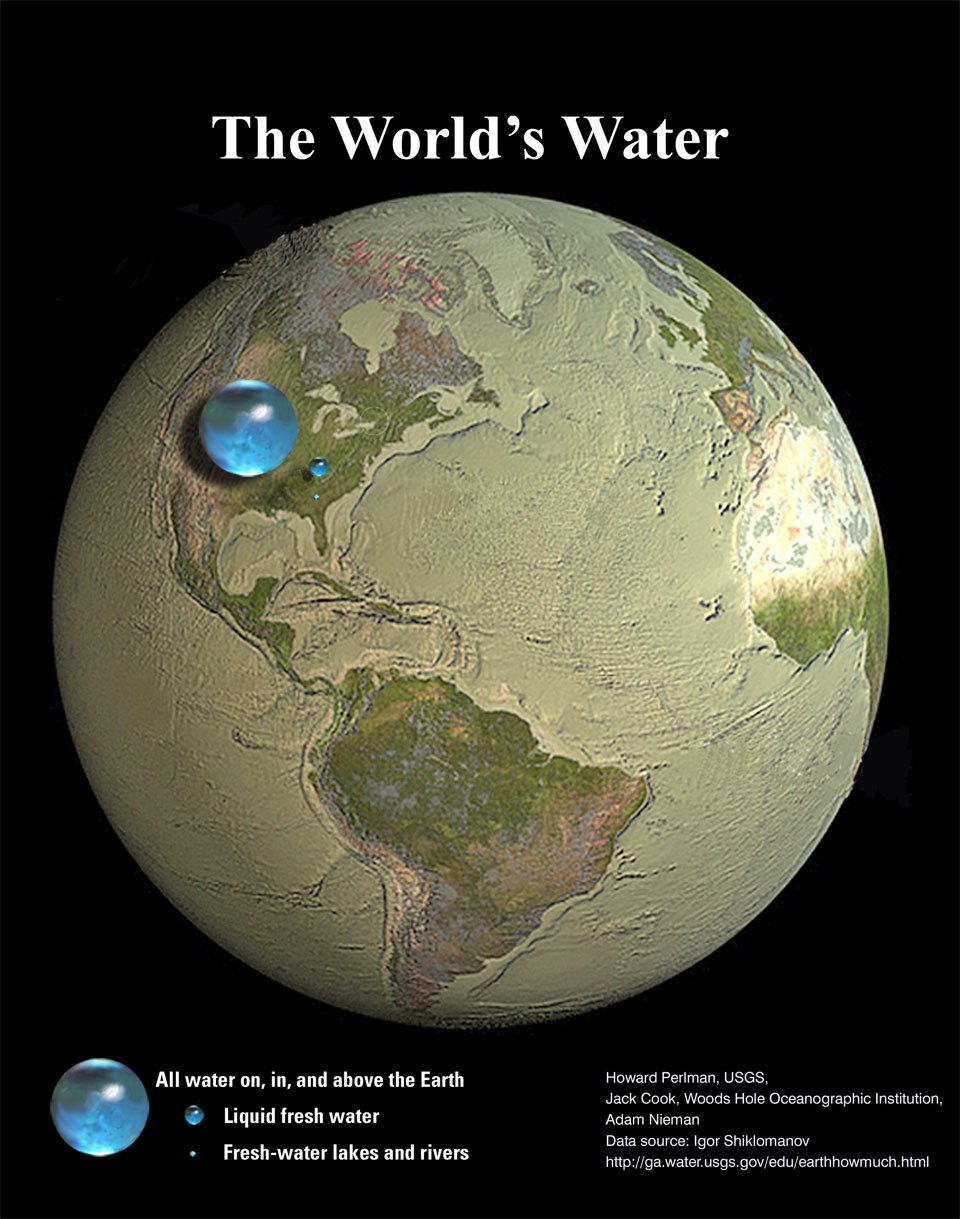 The World’s Water
All water on, in, and above the Earth
Liquid fresh water
Fresh-water lakes and rivers
Howard Perlman, USGS,
Jack Cook, Woods Hole Oceanographic Institution,
Adam Nieman
Data source: Igor Shiklomanov
http://ga.water.usgs.gov/edu/earthhowmuch.html